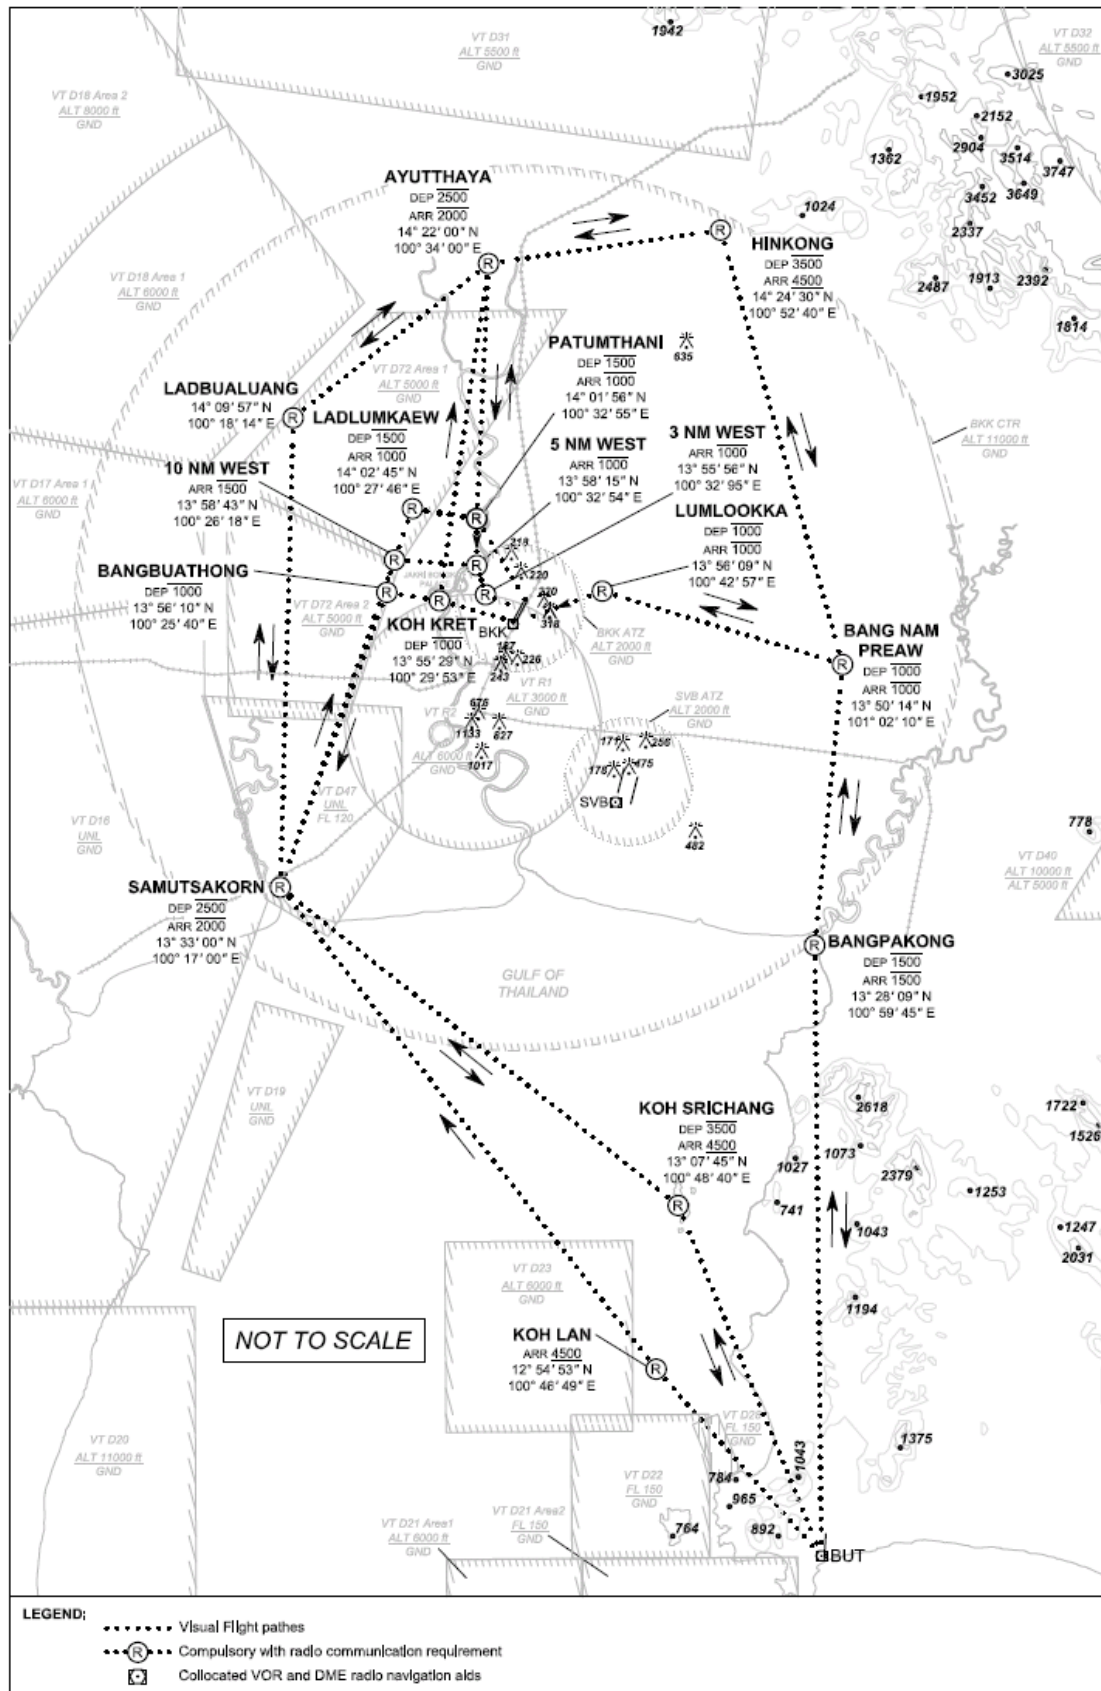 1942
VT D31
ALT 5500 ft
GND
VT D32
ALT 5500 ft
GND
3025
VT D18 Area 2
ALT 8000 ft
GND
1952
2152
2904
1362
3514
3747
3452
3649
2337
1024
2487
1913
2392
1814
AYUTTHAYA
DEP 2500
ARR 2000
14° 22' 00" N
100° 34' 00" E
R
R
HINKONG
DEP 3500
ARR 4500
14° 24' 30" N
100° 52' 40" E
VT D18 Area 1
ALT 6000 ft
GND
PATUMTHANI
DEP 1500
ARR 1000
14° 01' 56" N
100° 32' 55" E
635
VT D72 Area 1
ALT 5000 ft
GND
LADBUALUANG
14° 09' 57" N
100° 18' 14" E
R
LADLUMKAEW
DEP 1500
ARR 1000
14° 02' 45" N
100° 27' 46" E
BKK CTR
ALT 11000 ft
GND
10 NM WEST
ARR 1500
13° 58' 43" N
100° 26' 18" E
5 NM WEST
ARR 1000
13° 58' 15" N
100° 32' 54" E
3 NM WEST
ARR 1000
13° 55' 56" N
100° 32' 95" E
VT D17 Area 1
ALT 6000 ft
GND
LUMLOOKKA
DEP 1000
ARR 1000
13° 56' 09" N
100° 42' 57" E
R
R
R
R
218
220
BANGBUATHONG
DEP 1000
13° 56' 10" N
100° 25' 40" E
R
R
R
R
220
318
VT D72 Area 2
ALT 5000 ft
GND
KOH KRET
DEP 1000
13° 55' 29" N
100° 29' 53" E
BKK
187
226
243
BKK ATZ
ALT 2000 ft
GND
BANG NAM
PREAW
DEP 1000
ARR 1000
13° 50' 14" N
101° 02' 10" E
R
VT R1
ALT 3000 ft
GND
SVB ATZ
ALT 2000 ft
GND
VT R2
ALT 6000 ft
GND
676
1133
827
1017
171
256
178
475
SVB
482
VT D47
UNL
FL 120
VT D16
UNL
GND
778
VT D40
ALT 10000 ft
ALT 5000 ft
SAMUTSAKORN
DEP 2500
ARR 2000
13° 33' 00" N
100° 17' 00" E
R
R
BANGPAKONG
DEP 1500
ARR 1500
13° 28' 09" N
100° 59' 45" E
GULF OF
THAILAND
VT D19
UNL
GND
KOH SRICHANG
DEP 3500
ARR 4500
13° 07' 45" N
100° 48' 40" E
R
2618
1722
1526
1073
1027
2379
1253
741
1043
1247
2031
1194
VT D23
ALT 6000 ft
GND
NOT TO SCALE
KOH LAN
ARR 4500
12° 54' 53" N
100° 46' 49" E
R
1375
FL 150
GND
1043
784
965
VT D20
ALT 11000 ft
GND
VT D22
FL 150
GND
764
892
VT D21 Area1
ALT 6000 ft
GND
VT D21 Area2
FL 150
GND
BUT
LEGEND;
Visual Flight pathes
R Compulsory with radio communication requirement
Collocated VOR and DME radio navigation aids